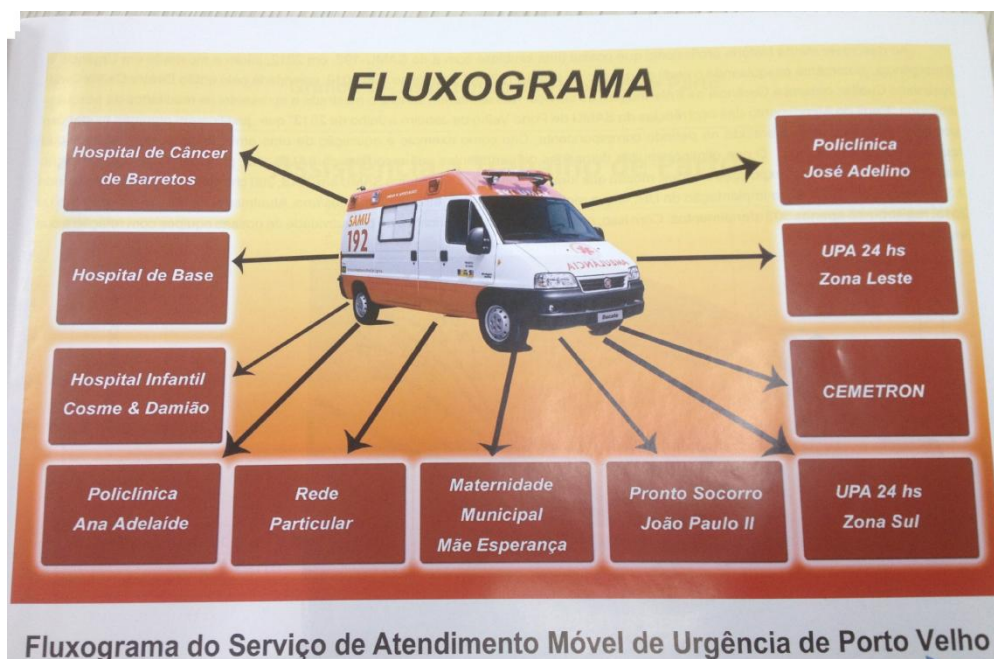 FLUXOGRAMA
Hospital de Câncer
de Barretos
Policlínica
José Adelino
SAMU
192
AMBULÂNCIA
Hospital de Base
UPA 24 hs
Zona Leste
Hospital Infantil
Cosme & Damião
CEMETRON
Policlínica
Ana Adelaide
Rede
Particular
Maternidade
Municipal
Mãe Esperança
Pronto Socorro
João Paulo II
UPA 24 hs
Zona Sul
Fluxograma do Serviço de Atendimento Móvel de Urgência de Porto Velho